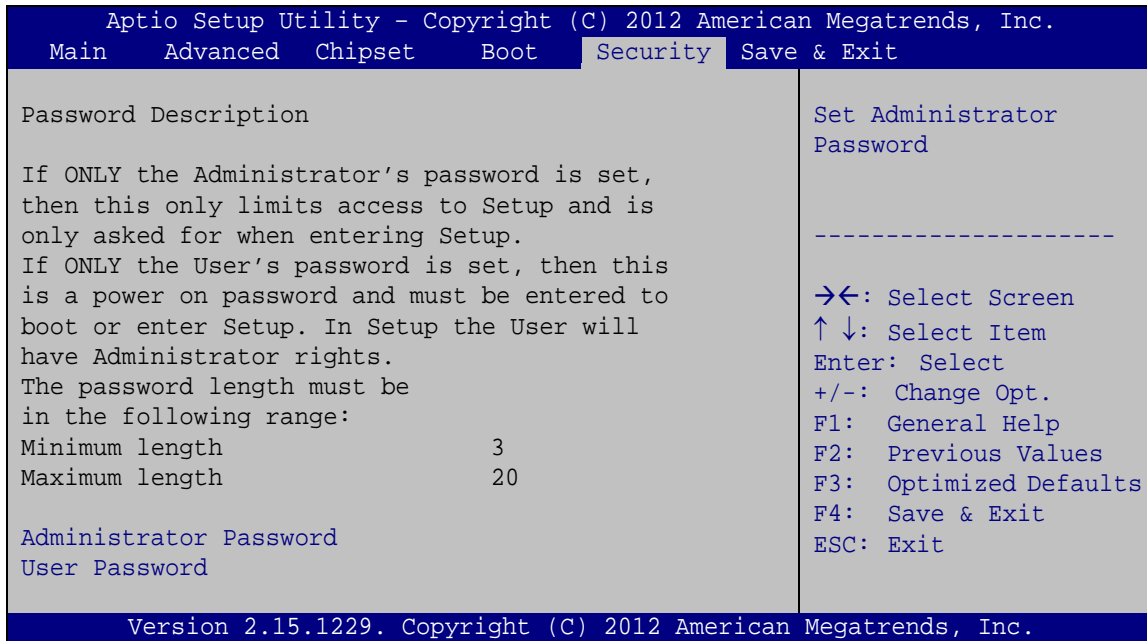 Aptio Setup Utility – Copyright (C) 2012 American Megatrends, Inc.
Main Advanced Chipset Boot Security Save & Exit
Password Description
If ONLY the Administrator’s password is set,
then this only limits access to Setup and is
only asked for when entering Setup.
If ONLY the User’s password is set, then this
is a power on password and must be entered to
boot or enter Setup. In Setup the User will
have Administrator rights.
The password length must be
in the following range:
Minimum length 3
Maximum length 20
Administrator Password
User Password
Set Administrator
Password
---------------------
→←: Select Screen
↑ ↓: Select Item
Enter: Select
+/-: Change Opt.
F1: General Help
F2: Previous Values
F3: Optimized Defaults
F4: Save & Exit
ESC: Exit
Version 2.15.1229. Copyright (C) 2012 American Megatrends, Inc.